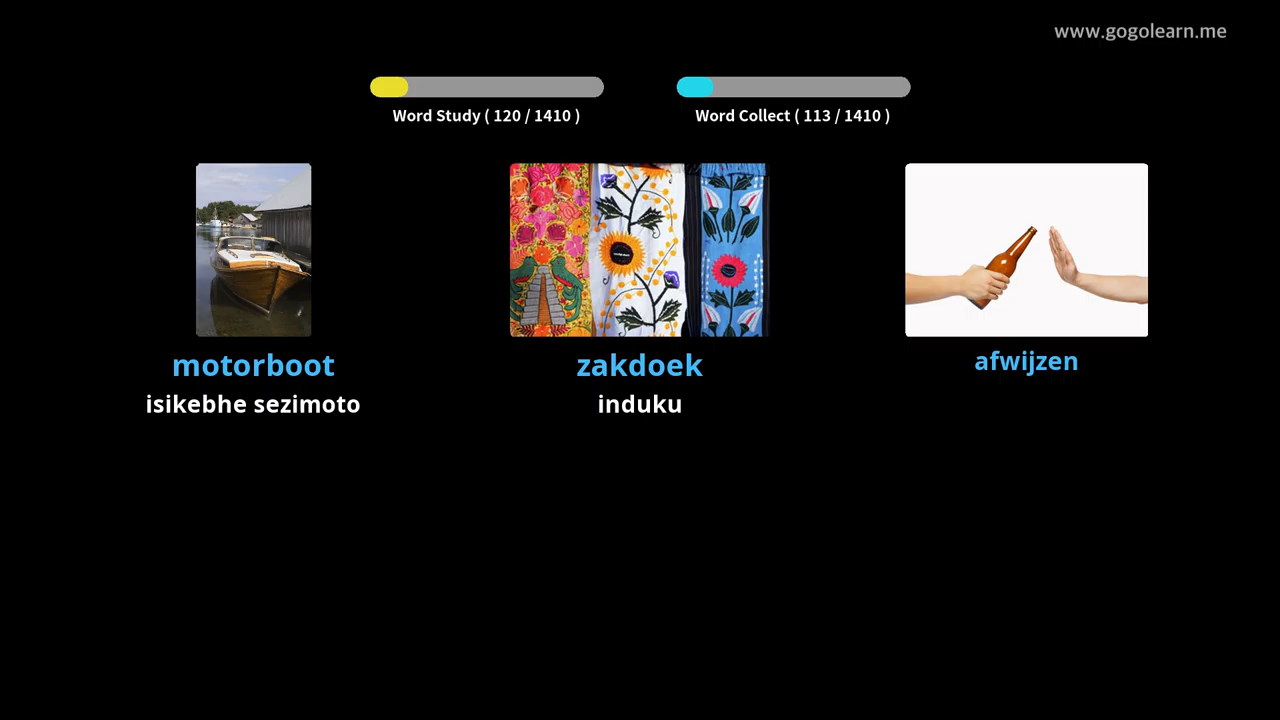 www.gogolearn.me
Word Study ( 120 / 1410 )
Word Collect ( 113 / 1410 )
motorboot
zakdoek
afwijzen
isikebhe sezimoto
induku